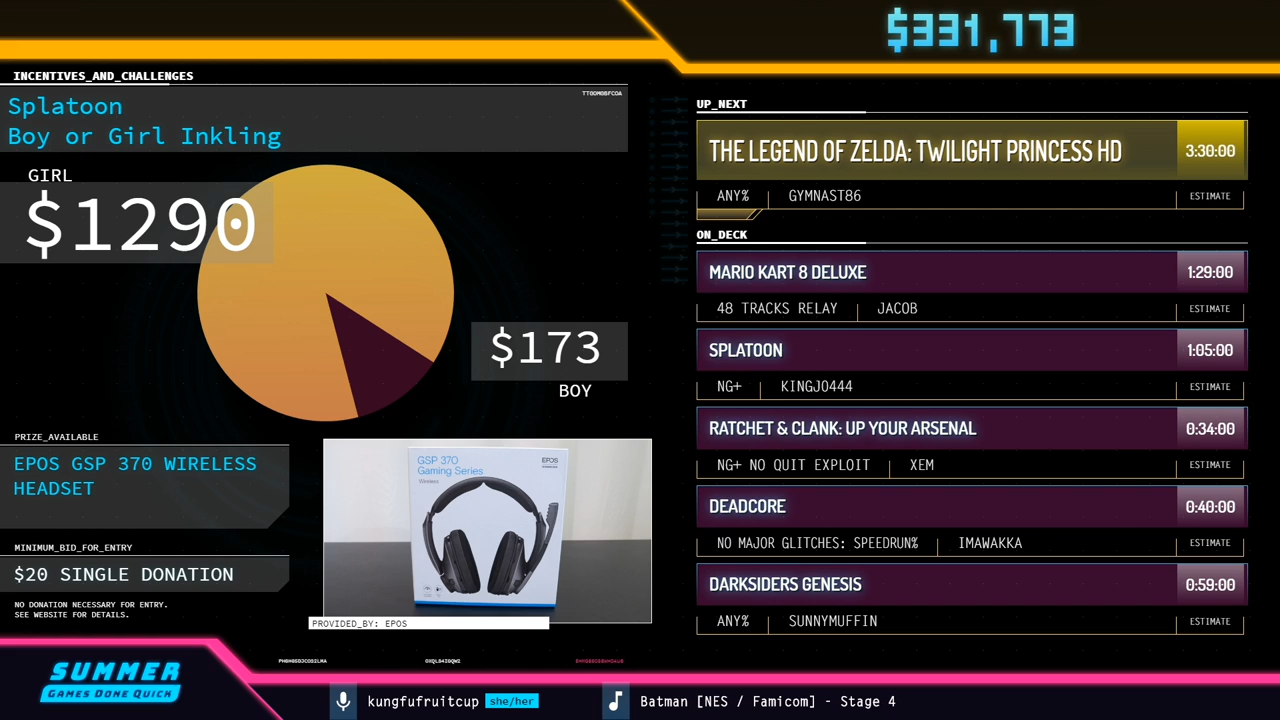 $331,773
INCENTIVES_AND_CHALLENGES
Splatoon
Boy or Girl Inkling
GIRL
$1290
$173
BOY
PRIZE_AVAILABLE
EPOS GSP 370 WIRELESS
HEADSET
MINIMUM_BID_FOR_ENTRY
$20 SINGLE DONATION
NO DONATION NECESSARY FOR ENTRY.
SEE WEBSITE FOR DETAILS.
GSP 370
Gaming Series
Wireless
EPOS
PROVIDED_BY: EPOS
UP_NEXT
THE LEGEND OF ZELDA: TWILIGHT PRINCESS HD 3:30:00
ANY% GYMNAST86 ESTIMATE
ON_DECK
MARIO KART 8 DELUXE 1:29:00
48 TRACKS RELAY JACOB ESTIMATE
SPLATOON 1:05:00
NG+ KINGJO444 ESTIMATE
RATCHET & CLANK: UP YOUR ARSENAL 0:34:00
NG+ NO QUIT EXPLOIT XEM ESTIMATE
DEADCORE 0:40:00
NO MAJOR GLITCHES: SPEEDRUN% IMAWAKKA ESTIMATE
DARKSIDERS GENESIS 0:59:00
ANY% SUNNYMUFFIN ESTIMATE
SUMMER
GAMES DONE QUICK
kungfufruitcup she/her
Batman [NES / Famicom] - Stage 4